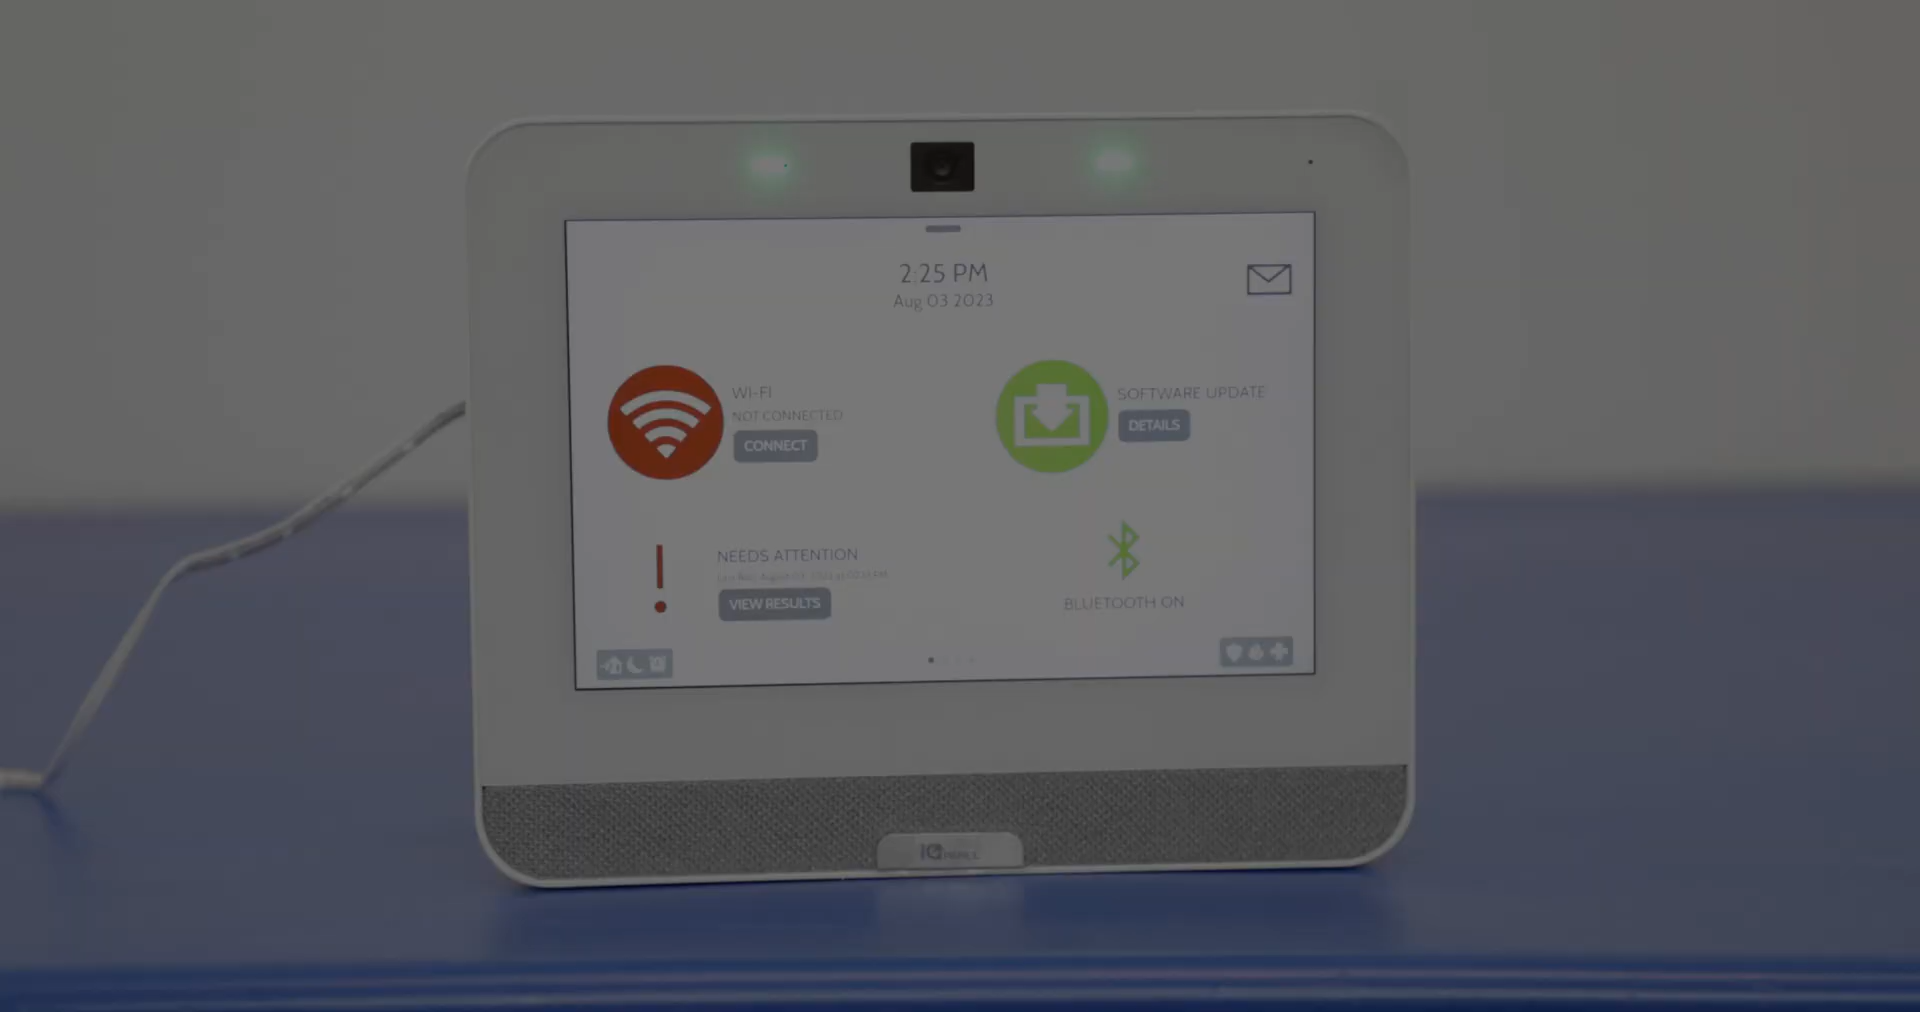 2:25 PM
Aug 03 2023
WI-FI
NOT CONNECTED
CONNECT
SOFTWARE UPDATE
DETAILS
NEEDS ATTENTION
VIEW RESULTS
BLUETOOTH ON
IQ